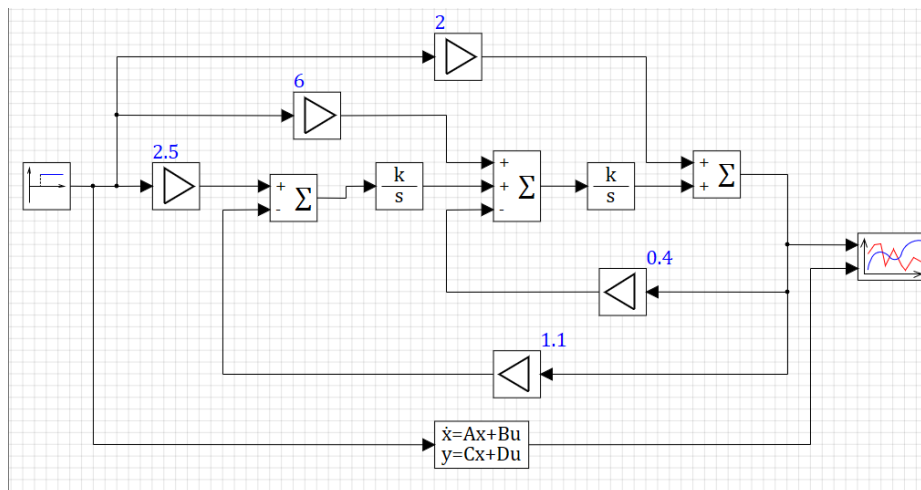 2
6
2.5
+
- Σ
k
s
+
+ Σ
-
k
s
+
+ Σ
0.4
1.1
ẋ=Ax+Bu
y=Cx+Du